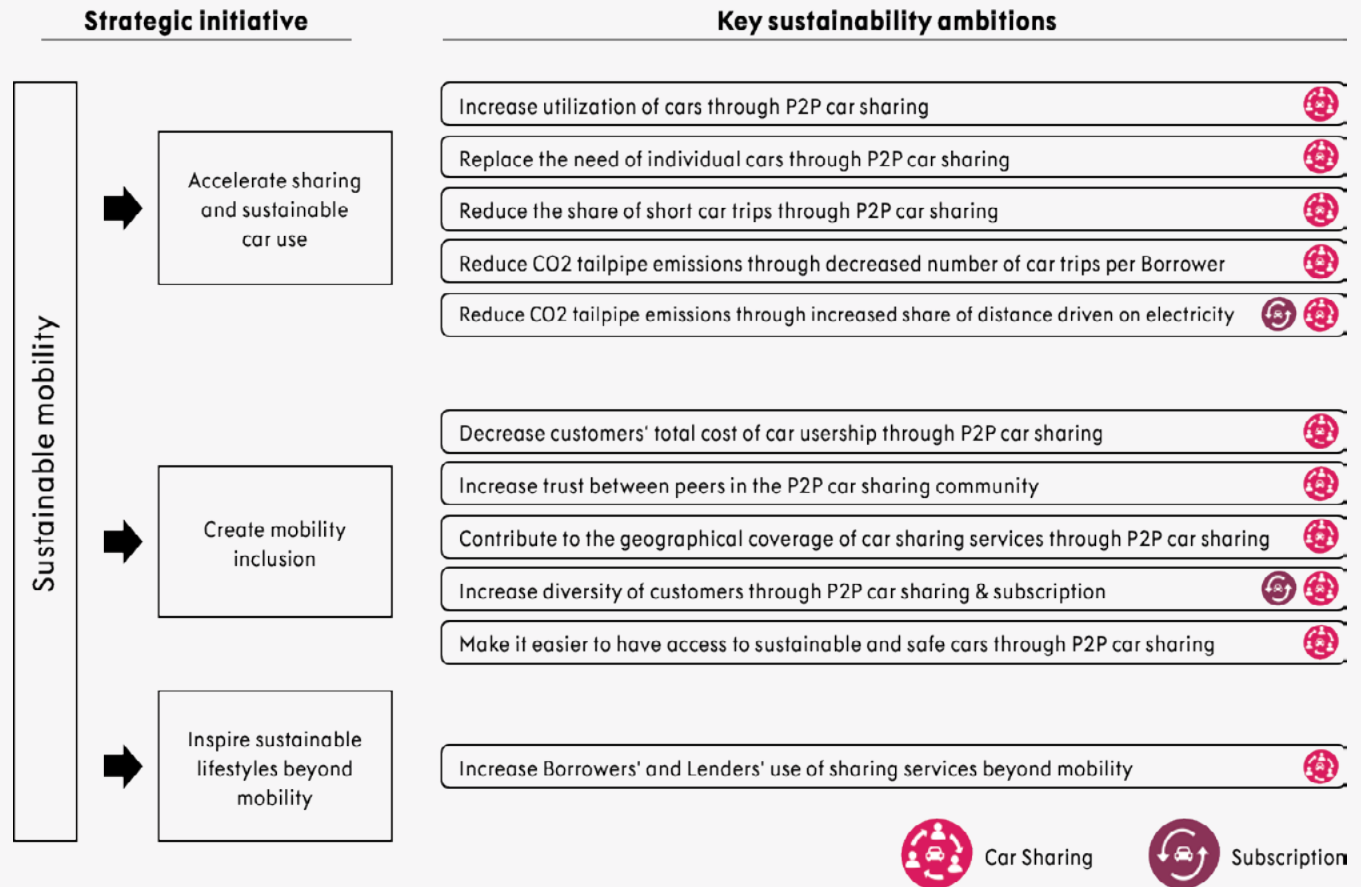 Strategic initiative
Key sustainability ambitions
Sustainable mobility
Accelerate sharing
and sustainable
car use
Increase utilization of cars through P2P car sharing
Replace the need of individual cars through P2P car sharing
Reduce the share of short car trips through P2P car sharing
Reduce CO2 tailpipe emissions through decreased number of car trips per Borrower
Reduce CO2 tailpipe emissions through increased share of distance driven on electricity
Create mobility
inclusion
Decrease customers' total cost of car usership through P2P car sharing
Increase trust between peers in the P2P car sharing community
Contribute to the geographical coverage of car sharing services through P2P car sharing
Increase diversity of customers through P2P car sharing & subscription
Make it easier to have access to sustainable and safe cars through P2P car sharing
Inspire sustainable
lifestyles beyond
mobility
Increase Borrowers' and Lenders' use of sharing services beyond mobility
Car Sharing
Subscription